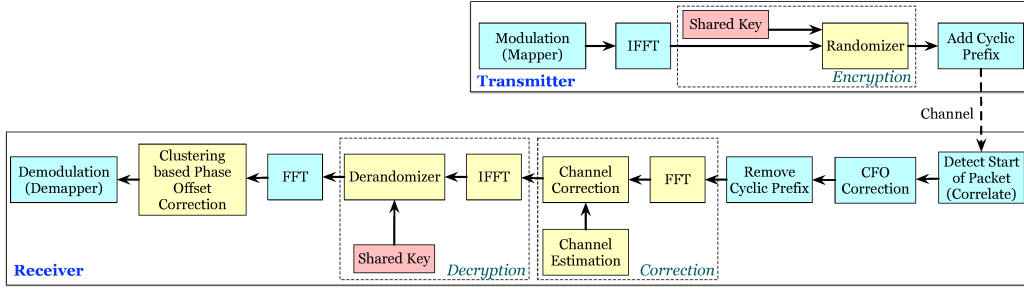 Shared Key
Modulation
(Mapper)
IFFT
Randomizer
Add Cyclic
Prefix
Transmitter
Encryption
Channel
Demodulation
(Demapper)
Clustering
based Phase
Offset
Correction
FFT
Derandomizer
IFFT
Channel
Correction
FFT
Remove
Cyclic Prefix
CFO
Correction
Detect Start
of Packet
(Correlate)
Shared Key
Channel
Estimation
Receiver
Decryption
Correction